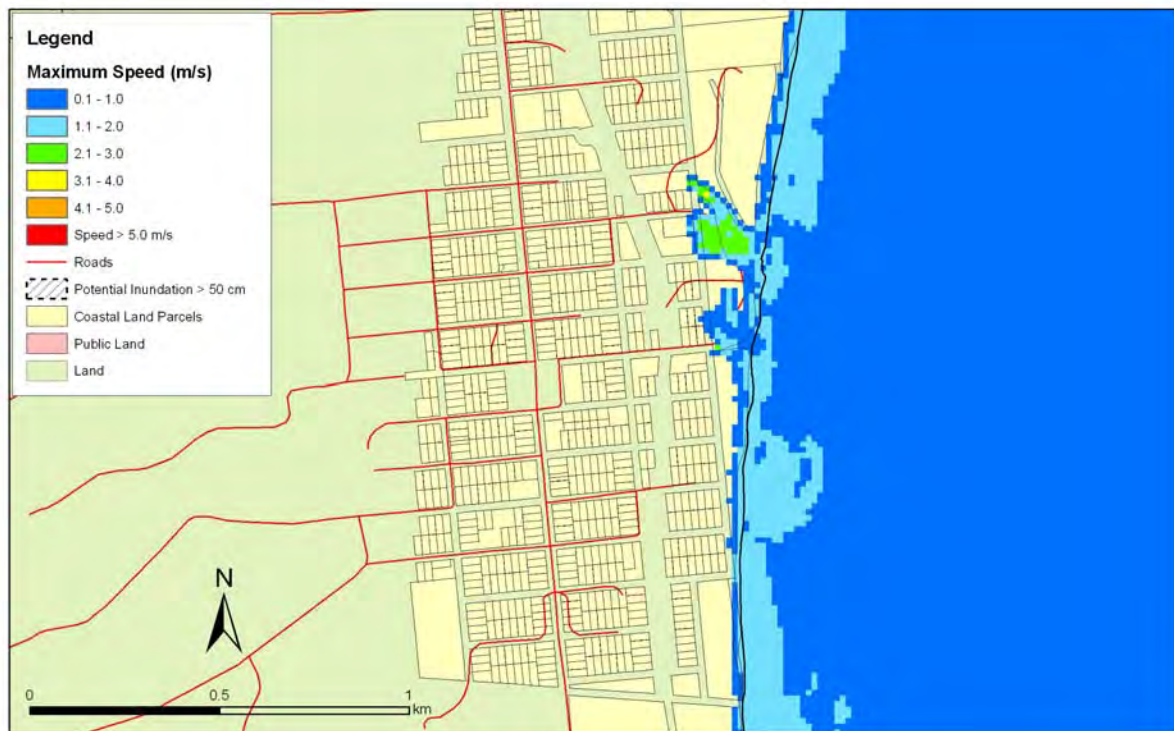 Legend
Maximum Speed (m/s)
0.1 - 1.0
1.1 - 2.0
2.1 - 3.0
3.1 - 4.0
4.1 - 5.0
Speed > 5.0 m/s
Roads
Potential Inundation > 50 cm
Coastal Land Parcels
Public Land
Land
N
0 0.5 1
km